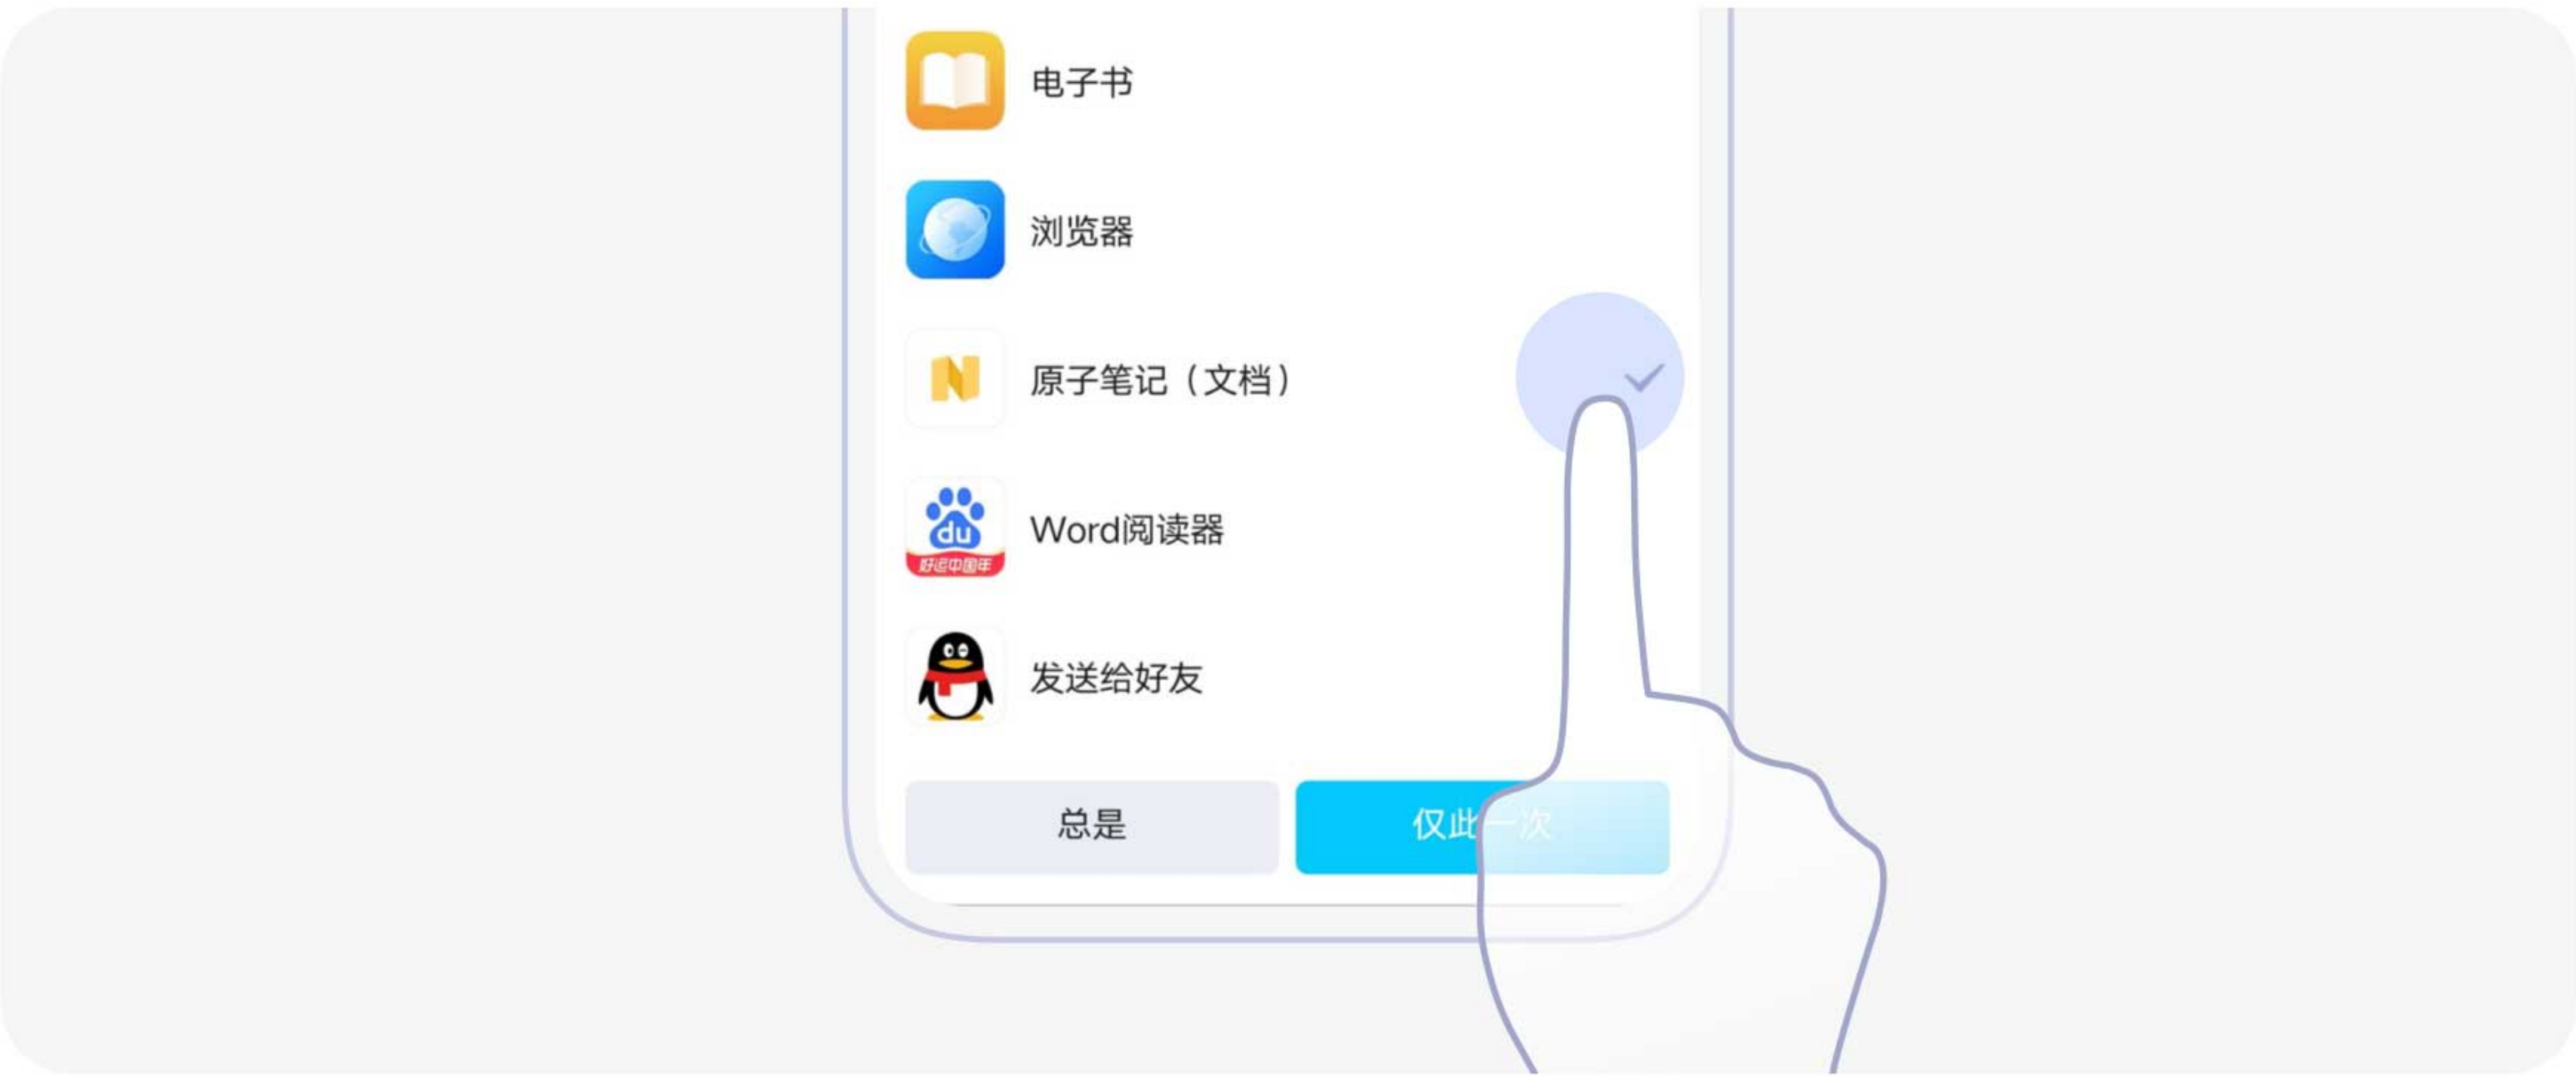 电子书
浏览器
原子笔记（文档）
du
好运中国年
Word阅读器
发送给好友
总是
仅此一次